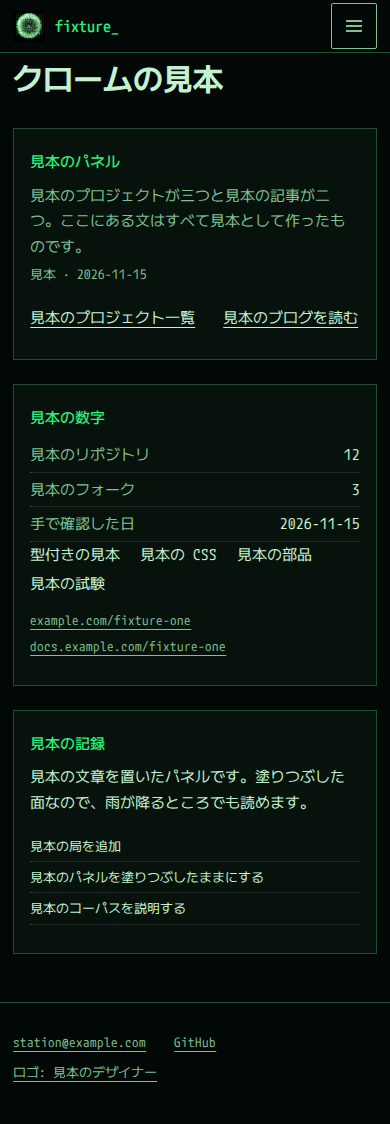 fixture_
クロームの見本
見本のパネル
見本のプロジェクトが三つと見本の記事が二
つ。ここにある文はすべて見本として作ったも
のです。
見本 · 2026-11-15
見本のプロジェクト一覧 見本のブログを読む
見本の数字
見本のリポジトリ 12
見本のフォーク 3
手で確認した日 2026-11-15
型付きの見本 見本の CSS 見本の部品
見本の試験
example.com/fixture-one
docs.example.com/fixture-one
見本の記録
見本の文章を置いたパネルです。塗りつぶした
面なので、雨が降るところでも読めます。
見本の局を追加
見本のパネルを塗りつぶしたままにする
見本のコーパスを説明する
station@example.com GitHub
ロゴ: 見本のデザイナー